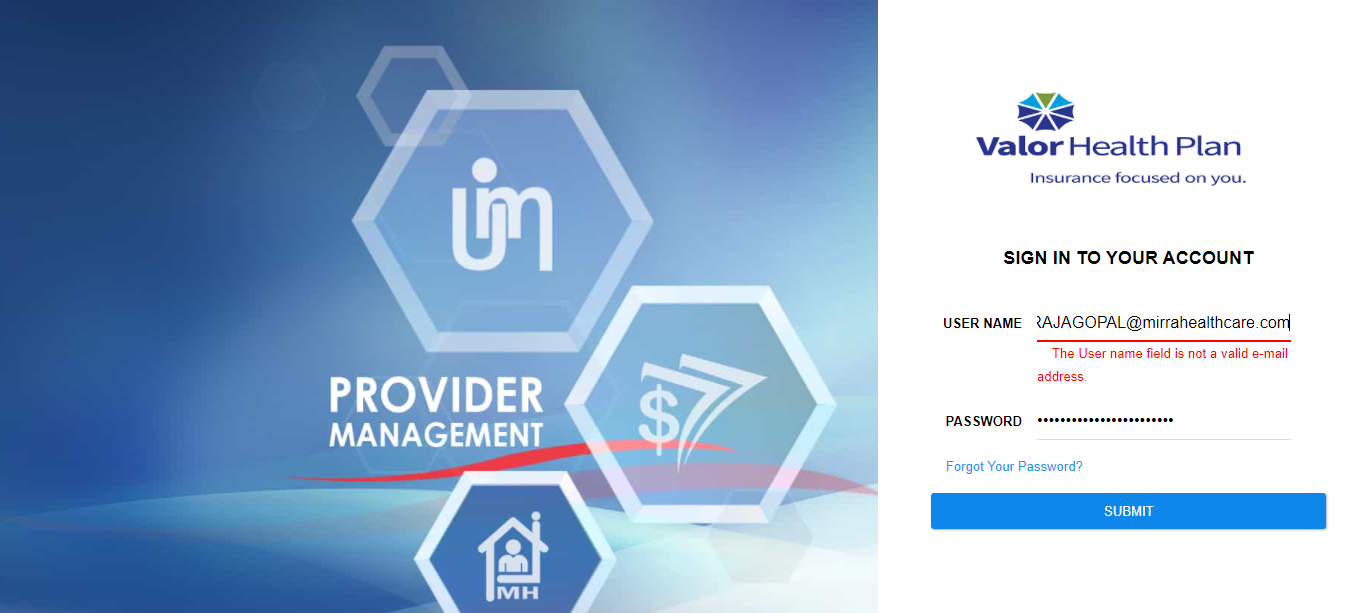 Valor Health Plan
Insurance focused on you.
SIGN IN TO YOUR ACCOUNT
USER NAME RAJAGOPAL@mirrahealthcare.com
The User name field is not a valid e-mail
address.
PASSWORD ••••••••••••••••••••••••
Forgot Your Password?
SUBMIT
PROVIDER
MANAGEMENT
$
MH